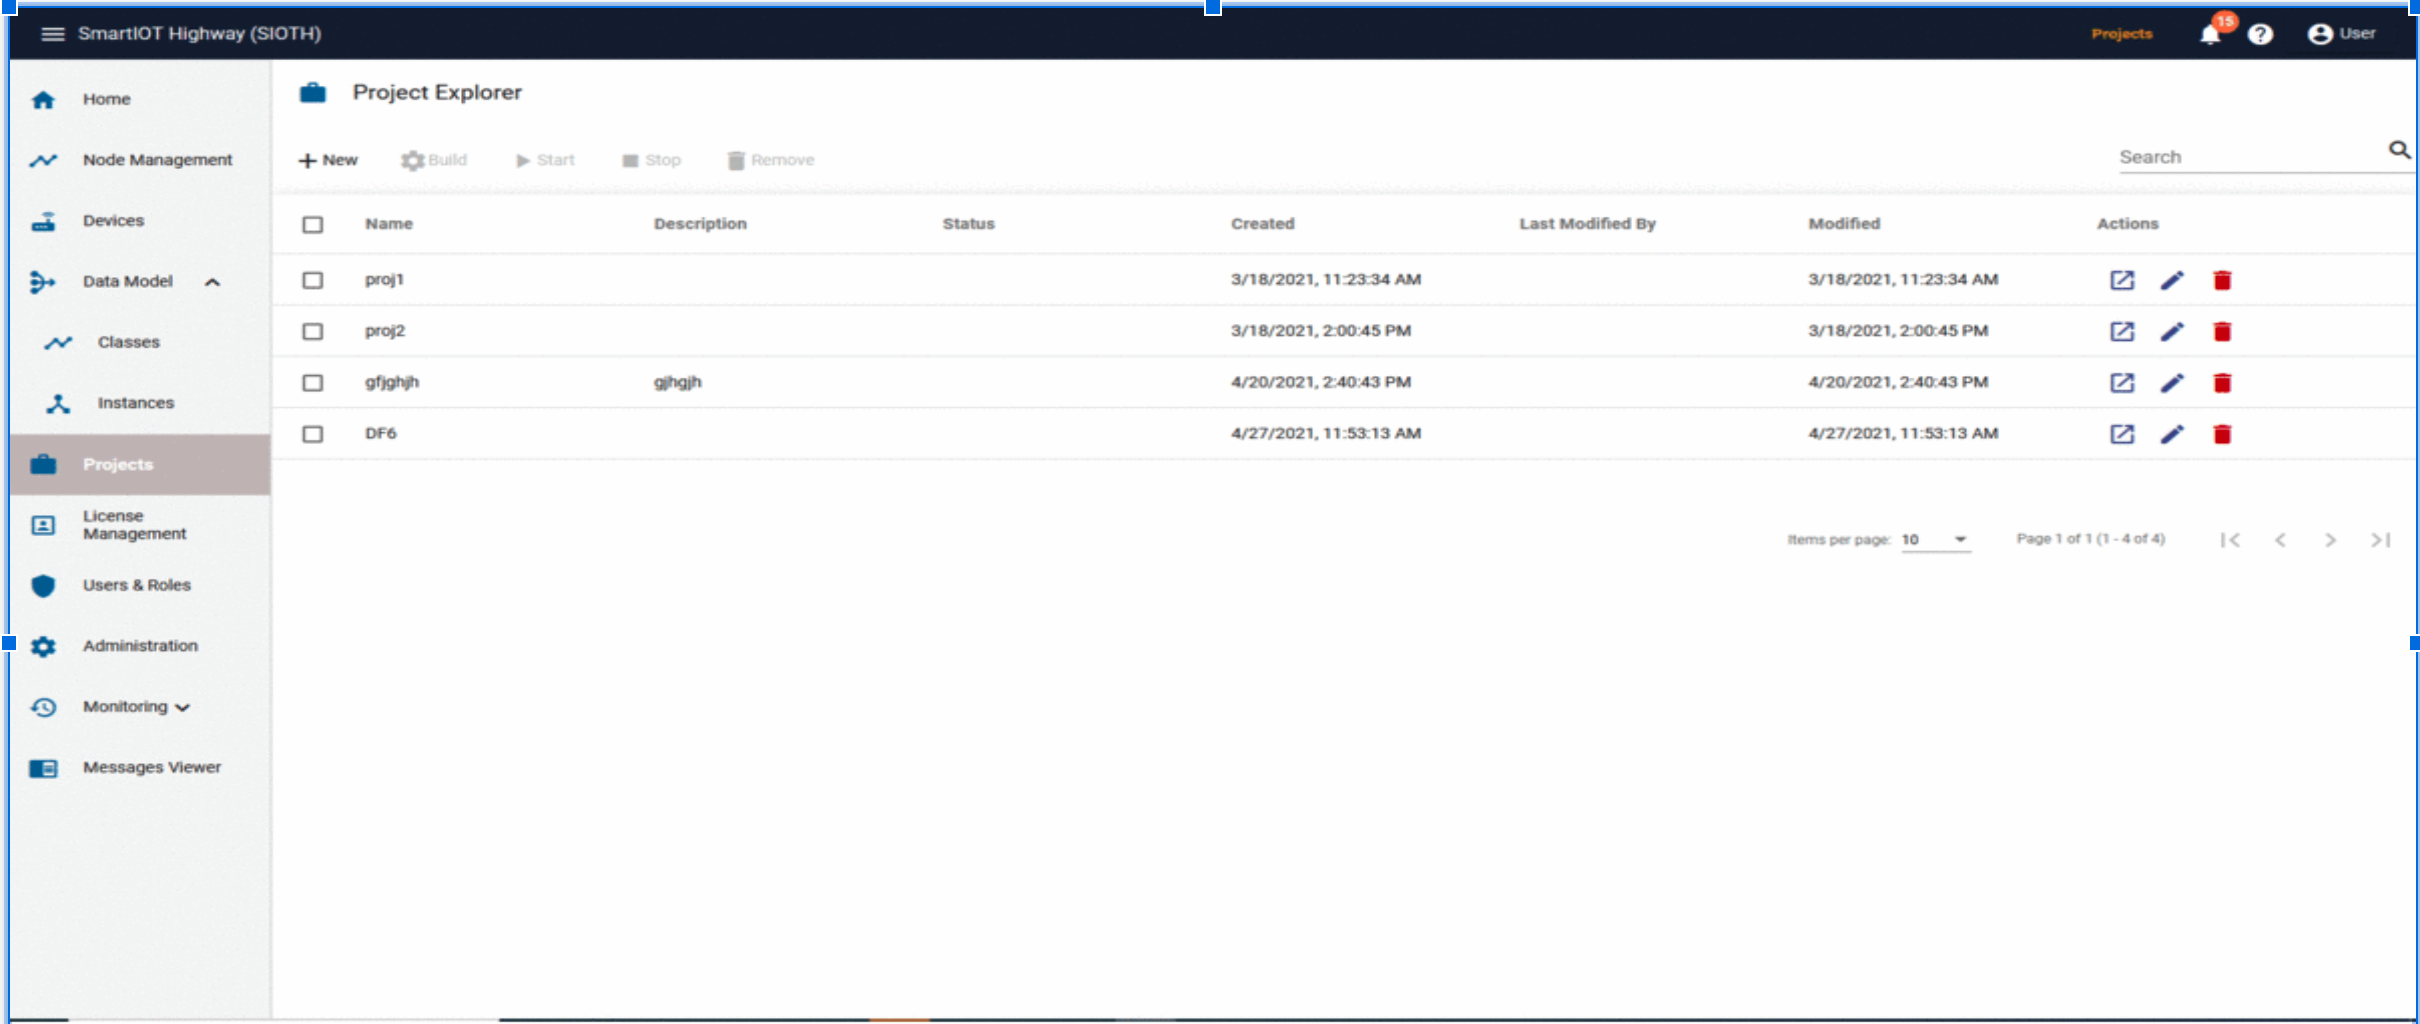 SmartIOT Highway (SIOTH)
Projects
15
User
Home
Node Management
Devices
Data Model
Classes
Instances
Projects
License
Management
Users & Roles
Administration
Monitoring
Messages Viewer
Project Explorer
New Build Start Stop Remove
Search
Name Description Status Created Last Modified By Modified Actions
proj1 3/18/2021, 11:23:34 AM 3/18/2021, 11:23:34 AM
proj2 3/18/2021, 2:00:45 PM 3/18/2021, 2:00:45 PM
gfjghjh gjhgjh 4/20/2021, 2:40:43 PM 4/20/2021, 2:40:43 PM
DF6 4/27/2021, 11:53:13 AM 4/27/2021, 11:53:13 AM
Items per page: 10 Page 1 of 1 (1 - 4 of 4)